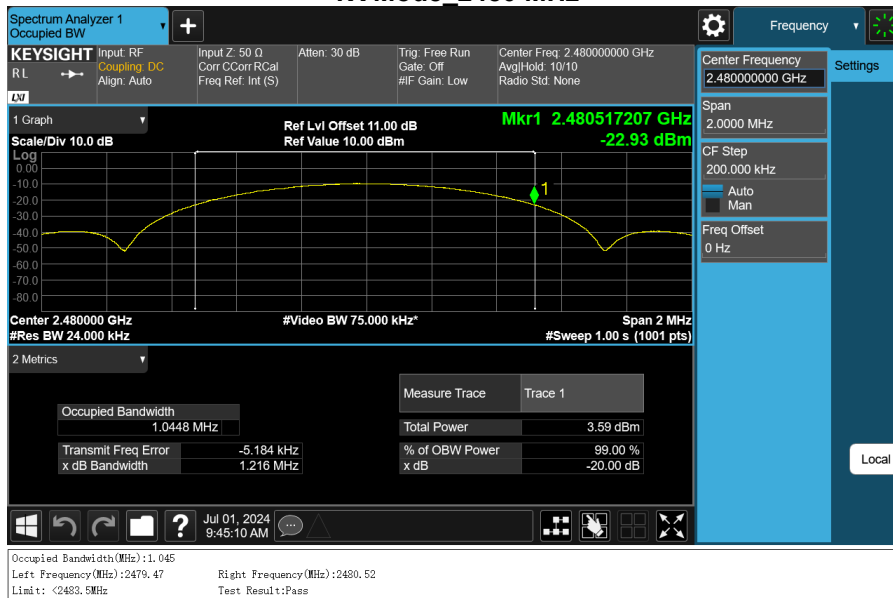 Spectrum Analyzer 1
Occupied BW
Frequency
KEYSIGHT
R L
LXI
Input: RF
Coupling: DC
Align: Auto
Input Z: 50 Ω
Corr CCorr RCal
Freq Ref: Int (S)
Atten: 30 dB
Trig: Free Run
Gate: Off
#IF Gain: Low
Center Freq: 2.480000000 GHz
Avg|Hold: 10/10
Radio Std: None
Center Frequency
2.480000000 GHz
Settings
Span
2.0000 MHz
CF Step
200.000 kHz
Auto
Man
Freq Offset
0 Hz
Local
1 Graph
Scale/Div 10.0 dB
Ref Lvl Offset 11.00 dB
Ref Value 10.00 dBm
Mkr1 2.480517207 GHz
-22.93 dBm
Log
0.00
-10.0
-20.0
-30.0
-40.0
-50.0
-60.0
-70.0
-80.0
1
Center 2.480000 GHz
#Res BW 24.000 kHz
#Video BW 75.000 kHz*
Span 2 MHz
#Sweep 1.00 s (1001 pts)
2 Metrics
Measure Trace Trace 1
Occupied Bandwidth
1.0448 MHz
Total Power 3.59 dBm
Transmit Freq Error -5.184 kHz
% of OBW Power 99.00 %
x dB Bandwidth 1.216 MHz
x dB -20.00 dB
?
Jul 01, 2024
9:45:10 AM
Occupied Bandwidth(MHz):1.045
Left Frequency(MHz):2479.47 Right Frequency(MHz):2480.52
Limit: <2483.5MHz Test Result:Pass